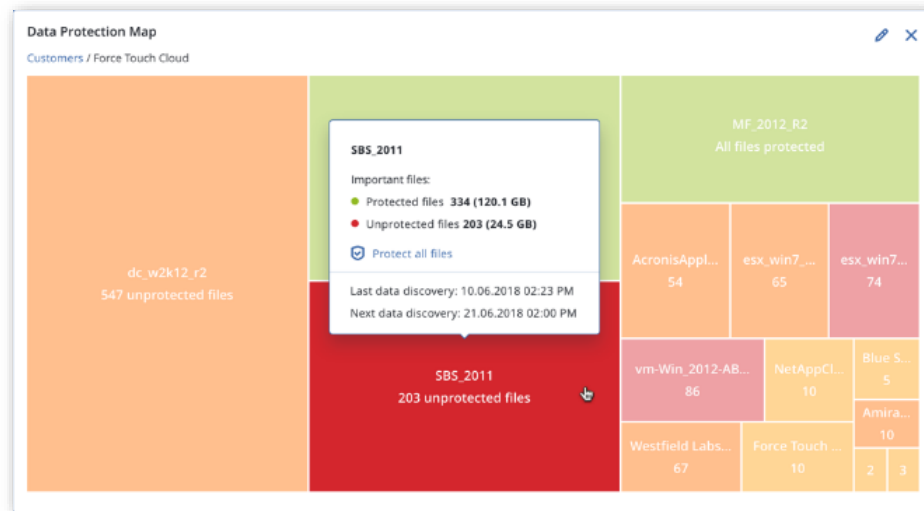 Data Protection Map
Customers / Force Touch Cloud
dc_w2k12_r2
547 unprotected files
SBS_2011
Important files:
Protected files 334 (120.1 GB)
Unprotected files 203 (24.5 GB)
Protect all files
Last data discovery: 10.06.2018 02:23 PM
Next data discovery: 21.06.2018 02:00 PM
SBS_2011
203 unprotected files
MF_2012_R2
All files protected
AcronisAppl...
54
esx_win7_...
65
esx_win7...
74
vm-Win_2012-AB...
86
NetAppCl...
10
Blue S...
5
Amira...
10
Westfield Labs...
67
Force Touch ...
10
2
3